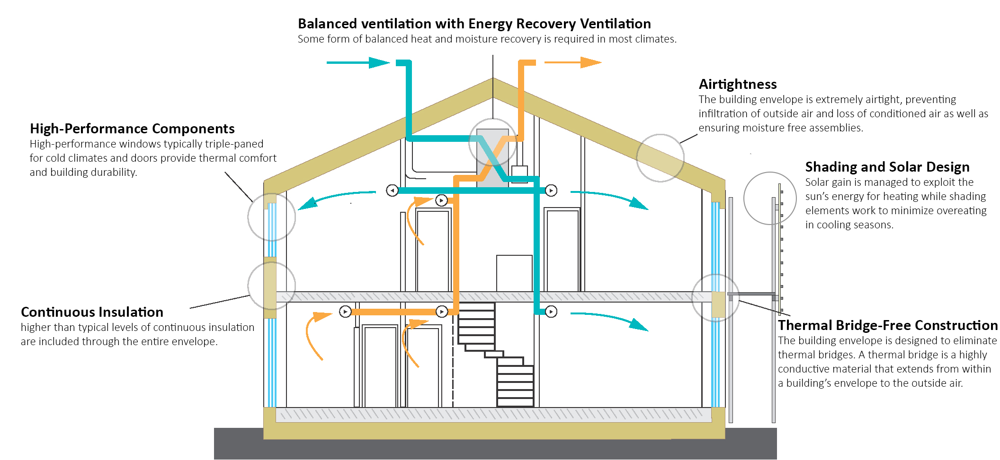 Balanced ventilation with Energy Recovery Ventilation
Some form of balanced heat and moisture recovery is required in most climates.
Airtightness
The building envelope is extremely airtight, preventing
infiltration of outside air and loss of conditioned air as well as
ensuring moisture free assemblies.
High-Performance Components
High-performance windows typically triple-paned
for cold climates and doors provide thermal comfort
and building durability.
Shading and Solar Design
Solar gain is managed to exploit the
sun's energy for heating while shading
elements work to minimize overeating
in cooling seasons.
Continuous Insulation
higher than typical levels of continuous insulation
are included through the entire envelope.
Thermal Bridge-Free Construction
The building envelope is designed to eliminate
thermal bridges. A thermal bridge is a highly
conductive material that extends from within
a building's envelope to the outside air.